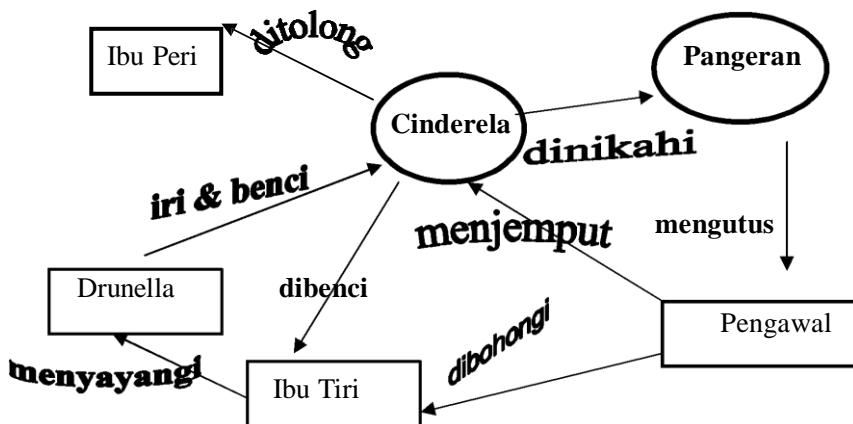 Ibu Peri
ditolong
Pangeran
Cinderela
dinikahi
iri & benci
menjemput
mengutus
Drunella
dibenci
dibohongi
Pengawal
menyayangi
Ibu Tiri